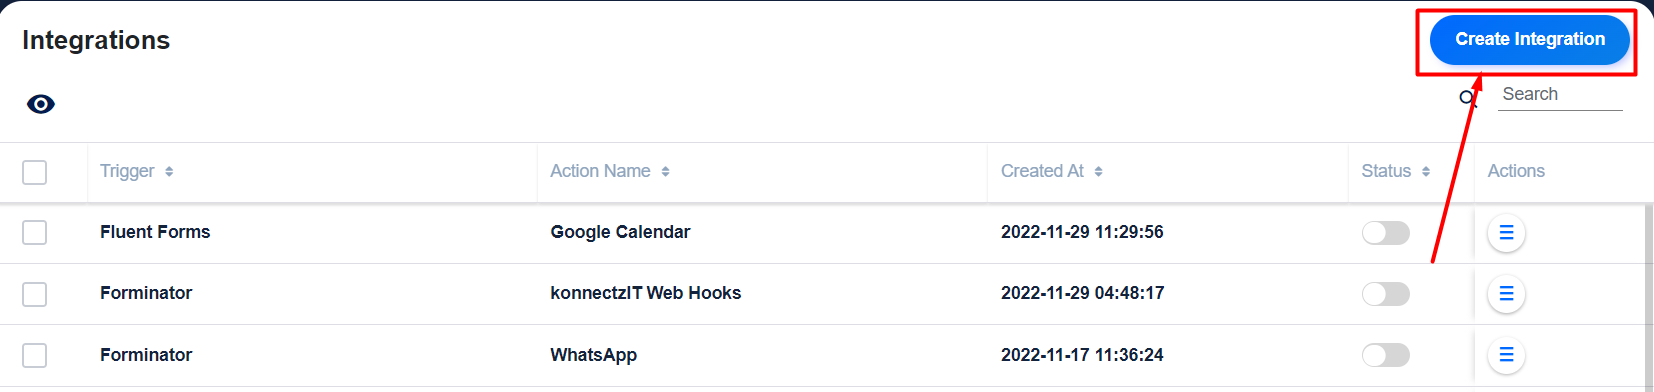 Integrations
Create Integration
Search
Trigger Action Name Created At Status Actions
Fluent Forms Google Calendar 2022-11-29 11:29:56
Forminator konnectzIT Web Hooks 2022-11-29 04:48:17
Forminator WhatsApp 2022-11-17 11:36:24